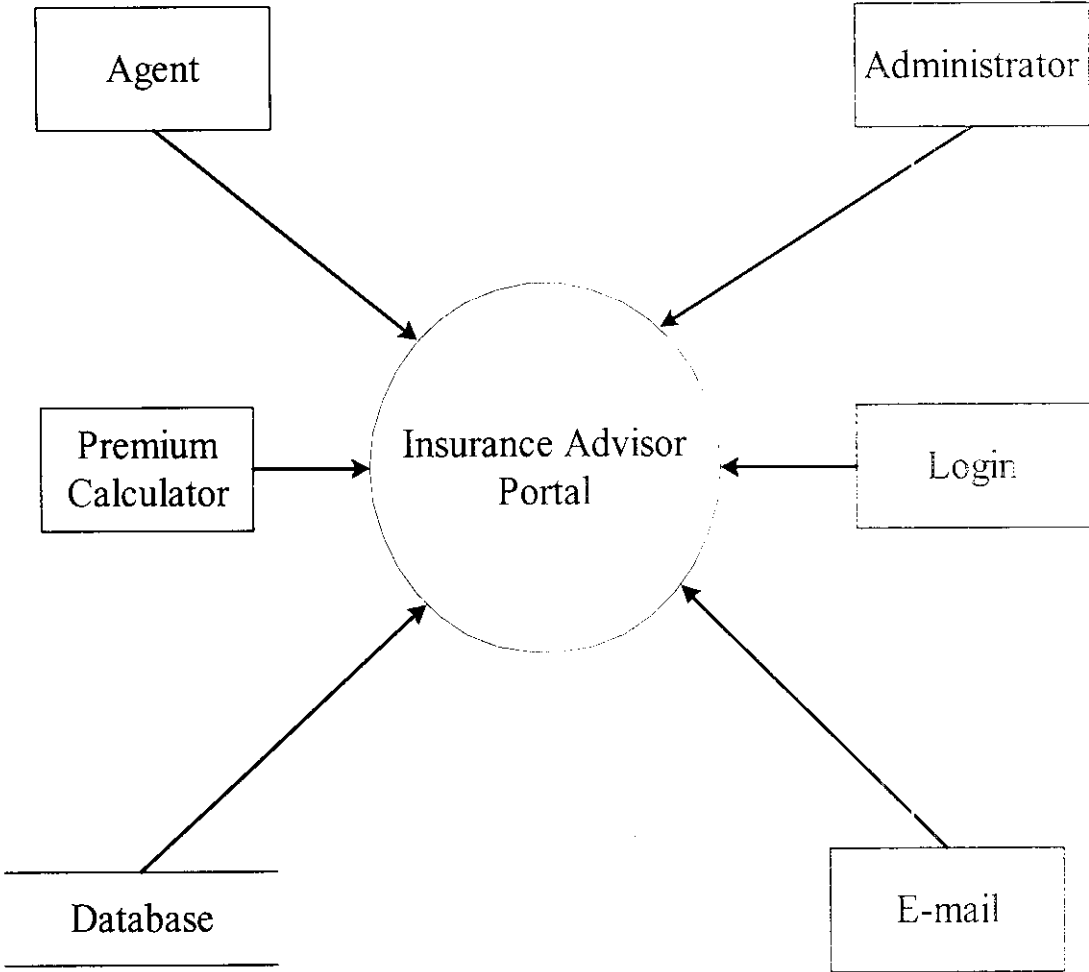 Agent
Administrator
Premium
Calculator
Insurance Advisor
Portal
Login
Database
E-mail